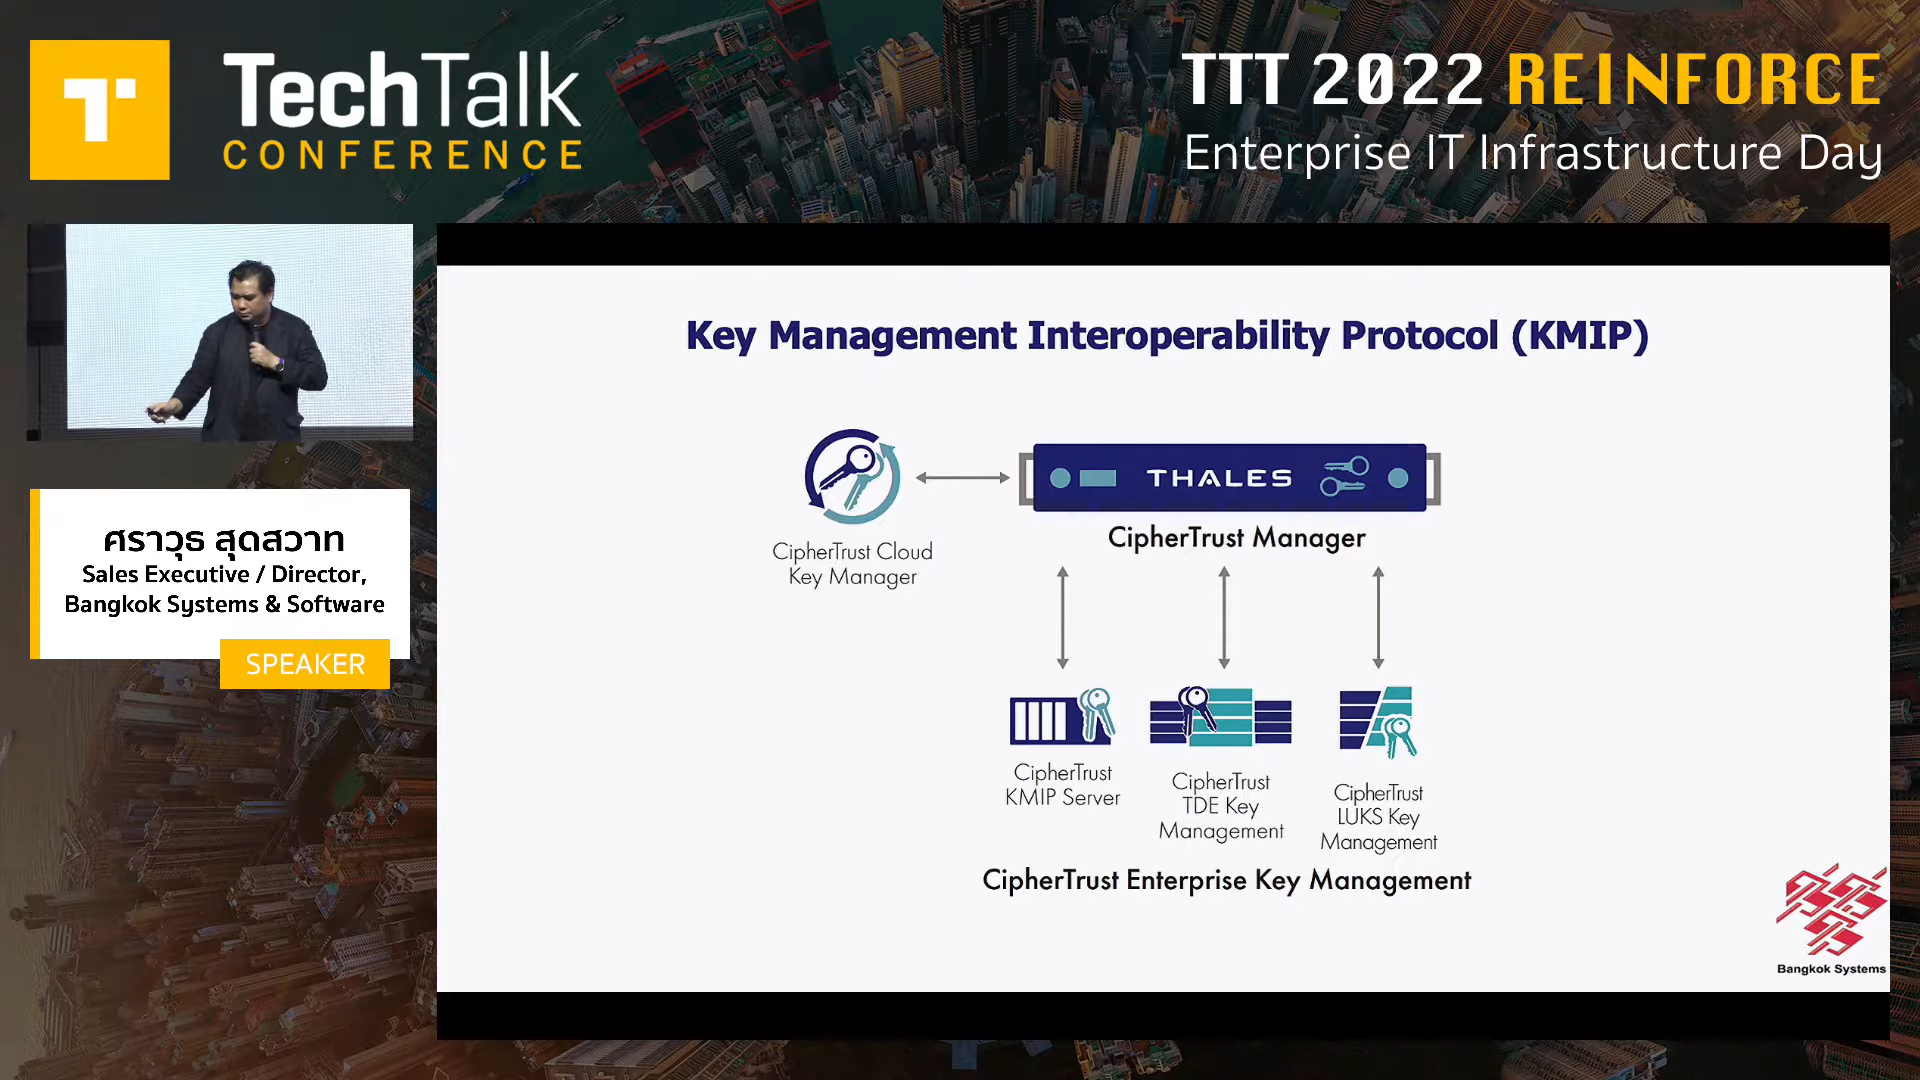 TechTalk
CONFERENCE
TTT 2022 REINFORCE
Enterprise IT Infrastructure Day
ศราวุธ สุดสวาท
Sales Executive / Director,
Bangkok Systems & Software
SPEAKER
Key Management Interoperability Protocol (KMIP)
THALES
CipherTrust Manager
CipherTrust Cloud
Key Manager
CipherTrust
KMIP Server
CipherTrust
TDE Key
Management
CipherTrust
LUKS Key
Management
CipherTrust Enterprise Key Management
Bangkok Systems